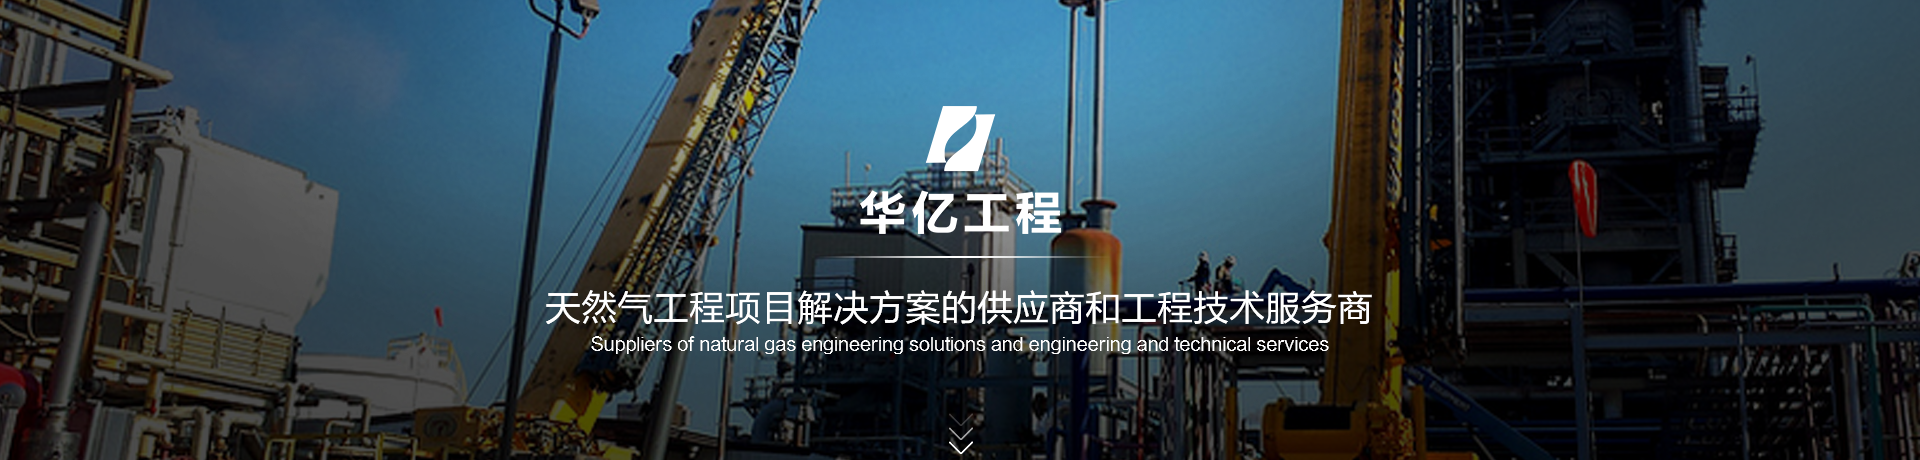 华亿工程
天然气工程项目解决方案的供应商和工程技术服务商
Suppliers of natural gas engineering solutions and engineering and technical services